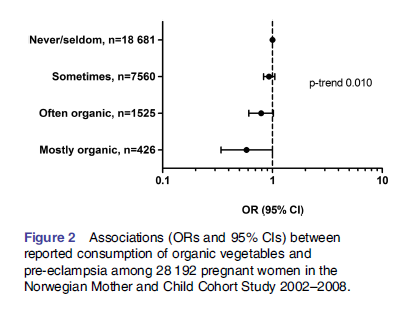 Never/seldom, n=18 681
Sometimes, n=7560
p-trend 0.010
Often organic, n=1525
Mostly organic, n=426
0.1 1 10
OR (95% CI)
Figure 2 Associations (ORs and 95% CIs) between
reported consumption of organic vegetables and
pre-eclampsia among 28 192 pregnant women in the
Norwegian Mother and Child Cohort Study 2002–2008.